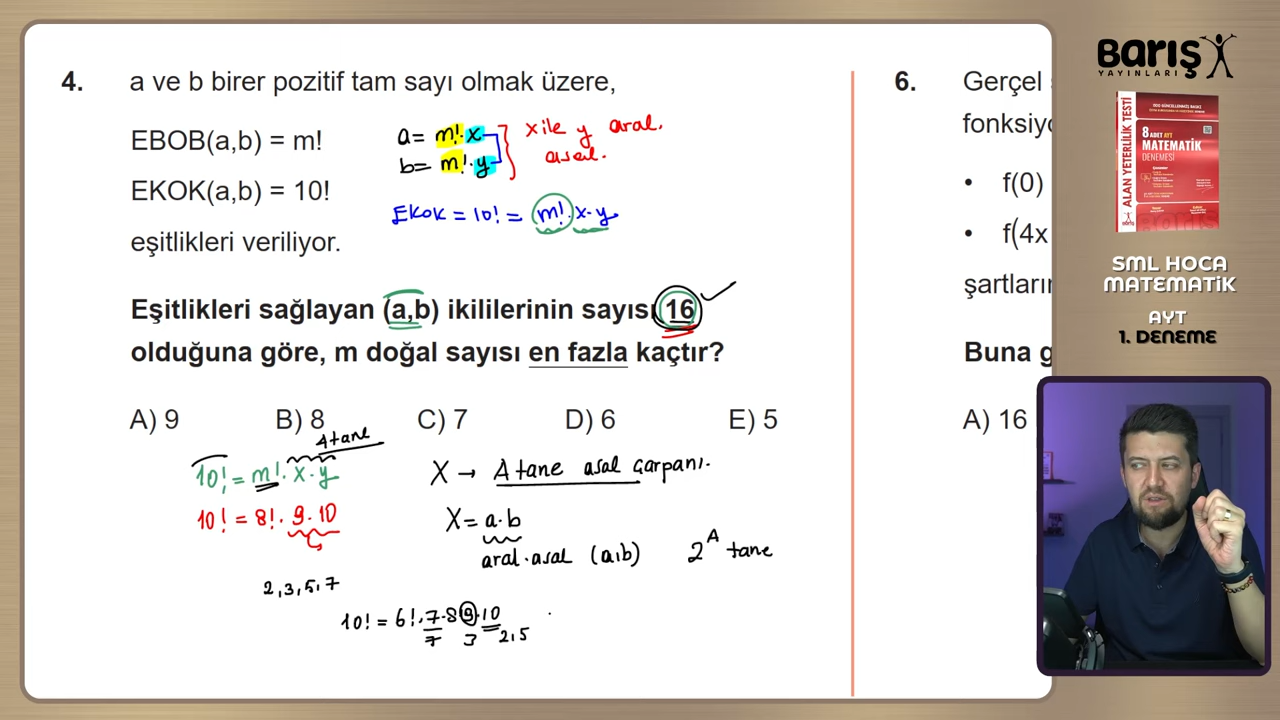 4. a ve b birer pozitif tam sayı olmak üzere,
EBOB(a,b) = m!
EKOK(a,b) = 10!
eşitlikleri veriliyor.
a = m!·x
b = m!·y
x ile y aral.
asal.
EKOK = 10! = m!·x·y
Eşitlikleri sağlayan (a,b) ikililerinin sayısı 16
olduğuna göre, m doğal sayısı en fazla kaçtır?
A) 9 B) 8 C) 7 D) 6 E) 5
A tane
10! = m!·x·y
10! = 8!·9·10
2,3,5,7
10! = 6!·7·8·9·10
7 3 2,5
X → A tane asal çarpanı.
X = a·b
aral. asal (a,b) 2^A tane
6. Gerçel
fonksiyo
• f(0)
• f(4x
şartların
Buna g
A) 16
BARIŞ
YAYINLARI
ALAN YETERLİLİK TESTİ
8 ADET AYT
MATEMATİK
DENEMESİ
SML HOCA
MATEMATİK
AYT
1. DENEME